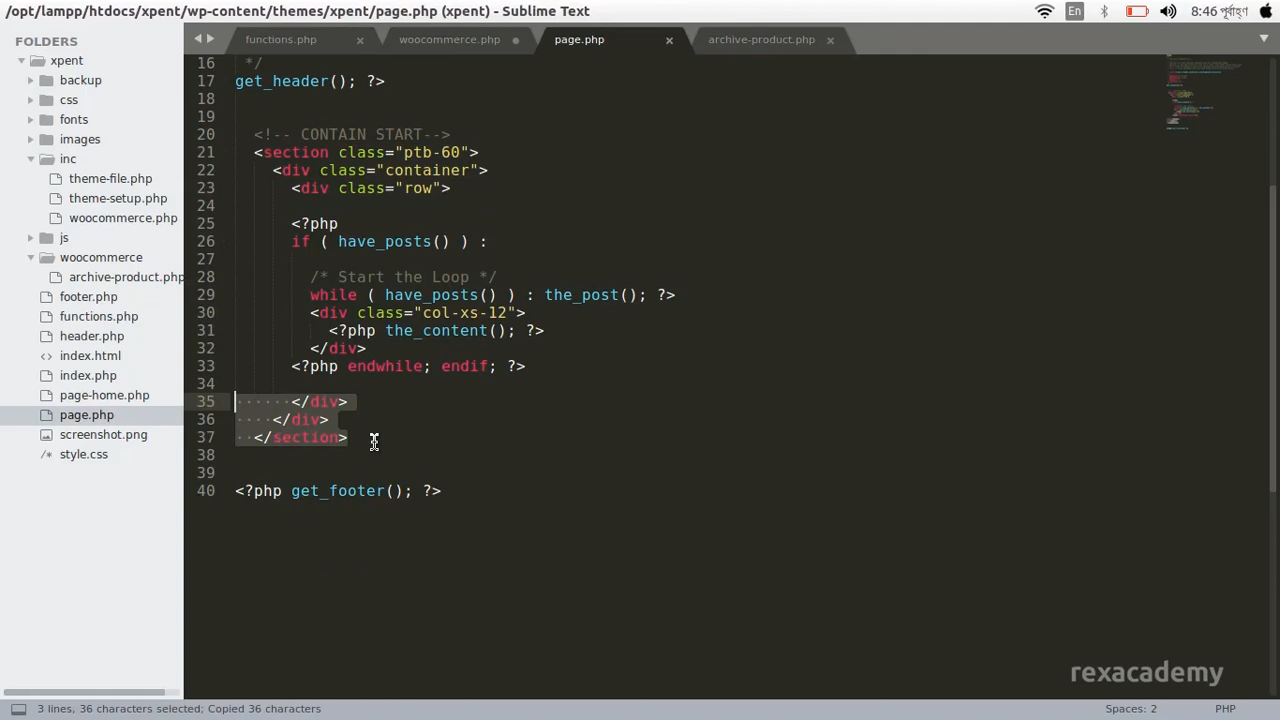 /opt/lampp/htdocs/xpent/wp-content/themes/xpent/page.php (xpent) - Sublime Text
En
8:46 পূর্বাহ্ণ
FOLDERS
xpent
backup
css
fonts
images
inc
theme-file.php
theme-setup.php
woocommerce.php
js
woocommerce
archive-product.php
footer.php
functions.php
header.php
index.html
index.php
page-home.php
page.php
screenshot.png
style.css
functions.php
woocommerce.php
page.php
archive-product.php
16 */
17 get_header(); ?>
18
19
20 <!-- CONTAIN START-->
21 <section class="ptb-60">
22 <div class="container">
23 <div class="row">
24
25 <?php
26 if ( have_posts() ) :
27
28 /* Start the Loop */
29 while ( have_posts() ) : the_post(); ?>
30 <div class="col-xs-12">
31 <?php the_content(); ?>
32 </div>
33 <?php endwhile; endif; ?>
34
35 </div>
36 </div>
37 </section>
38
39
40 <?php get_footer(); ?>
rexacademy
3 lines, 36 characters selected; Copied 36 characters
Spaces: 2
PHP